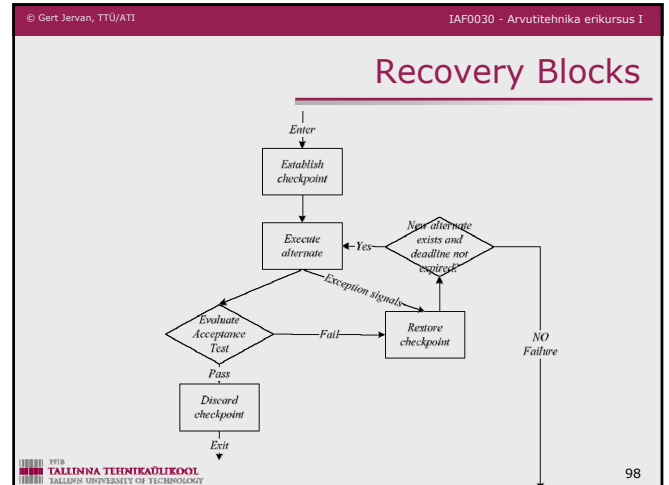 © Gert Jervan, TTÜ/ATI
IAF0030 - Arvutitehnika erikursus I
Recovery Blocks
Enter
Establish
checkpoint
Execute
alternate
Yes
New alternate
exists and
deadline not
expired?
Exception signals
Evaluate
Acceptance
Test
Fail
Restore
checkpoint
NO
Failure
Pass
Discard
checkpoint
Exit
1918
TALLINNA TEHNIKAÜLIKOOL
TALLINN UNIVERSITY OF TECHNOLOGY
98